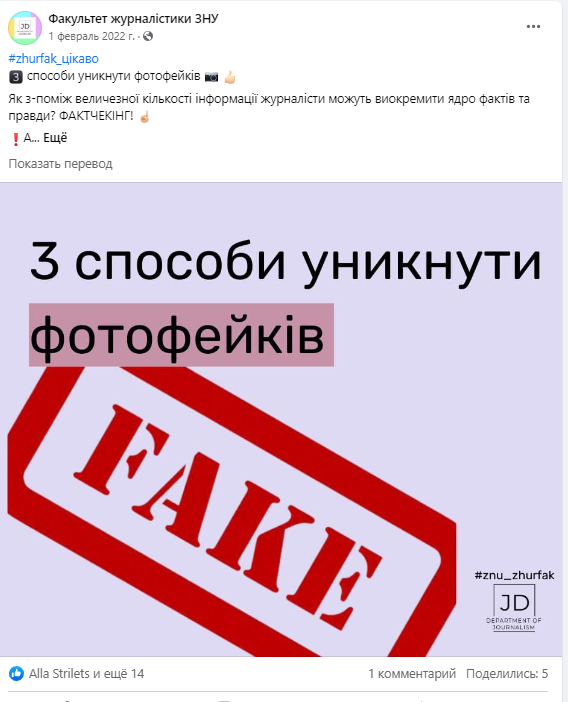 JD
Факультет журналістики ЗНУ
1 февраль 2022 г. ·
#zhurfak_цікаво
3 способи уникнути фотофейків
Як з-поміж величезної кількості інформації журналісти можуть виокремити ядро фактів та
правди? ФАКТЧЕКІНГ!
А... Ещё
Показать перевод
3 способи уникнути
фотофейків
FAKE
#znu_zhurfak
JD
DEPARTMENT OF
JOURNALISM
Alla Strilets и ещё 14
1 комментарий Поделились: 5